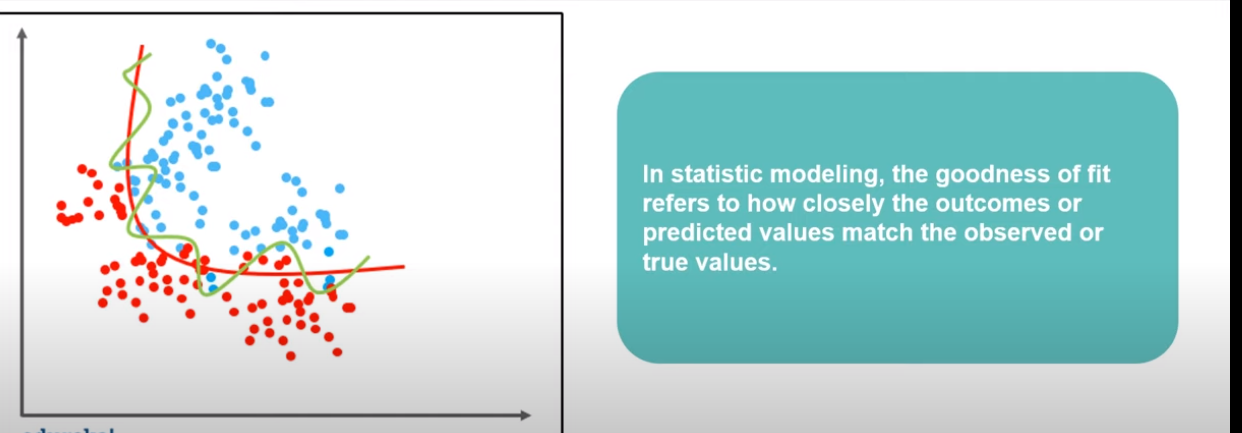 In statistic modeling, the goodness of fit
refers to how closely the outcomes or
predicted values match the observed or
true values.